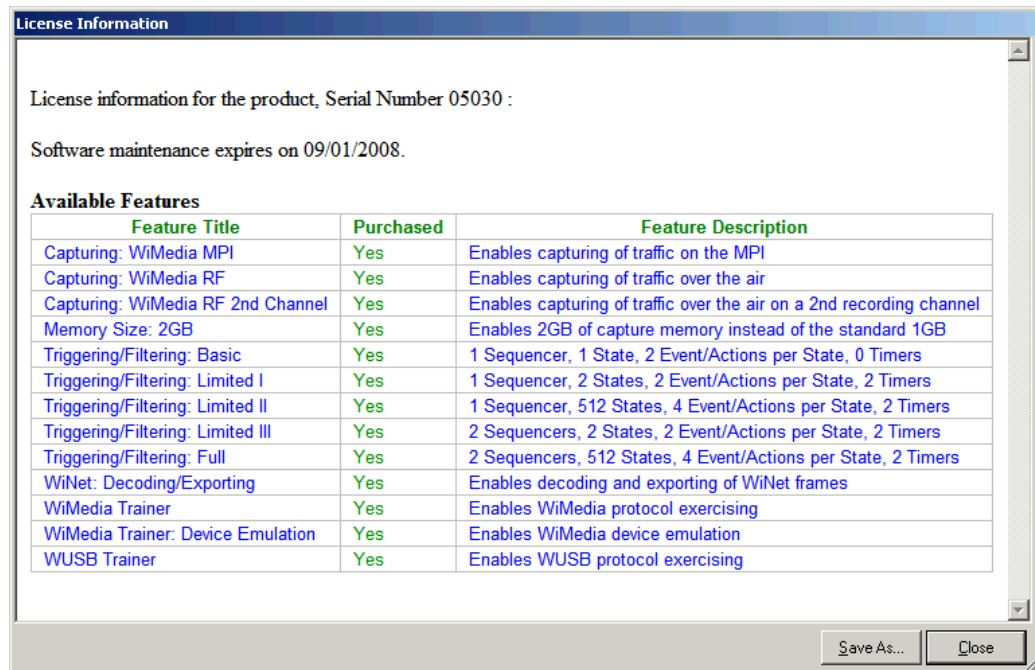 License Information
License information for the product, Serial Number 05030 :
Software maintenance expires on 09/01/2008.
Available Features
Feature Title Purchased Feature Description
Capturing: WiMedia MPI Yes Enables capturing of traffic on the MPI
Capturing: WiMedia RF Yes Enables capturing of traffic over the air
Capturing: WiMedia RF 2nd Channel Yes Enables capturing of traffic over the air on a 2nd recording channel
Memory Size: 2GB Yes Enables 2GB of capture memory instead of the standard 1GB
Triggering/Filtering: Basic Yes 1 Sequencer, 1 State, 2 Event/Actions per State, 0 Timers
Triggering/Filtering: Limited I Yes 1 Sequencer, 2 States, 2 Event/Actions per State, 2 Timers
Triggering/Filtering: Limited II Yes 1 Sequencer, 512 States, 4 Event/Actions per State, 2 Timers
Triggering/Filtering: Limited III Yes 2 Sequencers, 2 States, 2 Event/Actions per State, 2 Timers
Triggering/Filtering: Full Yes 2 Sequencers, 512 States, 4 Event/Actions per State, 2 Timers
WiNet: Decoding/Exporting Yes Enables decoding and exporting of WiNet frames
WiMedia Trainer Yes Enables WiMedia protocol exercising
WiMedia Trainer: Device Emulation Yes Enables WiMedia device emulation
WUSB Trainer Yes Enables WUSB protocol exercising
Save As... Close